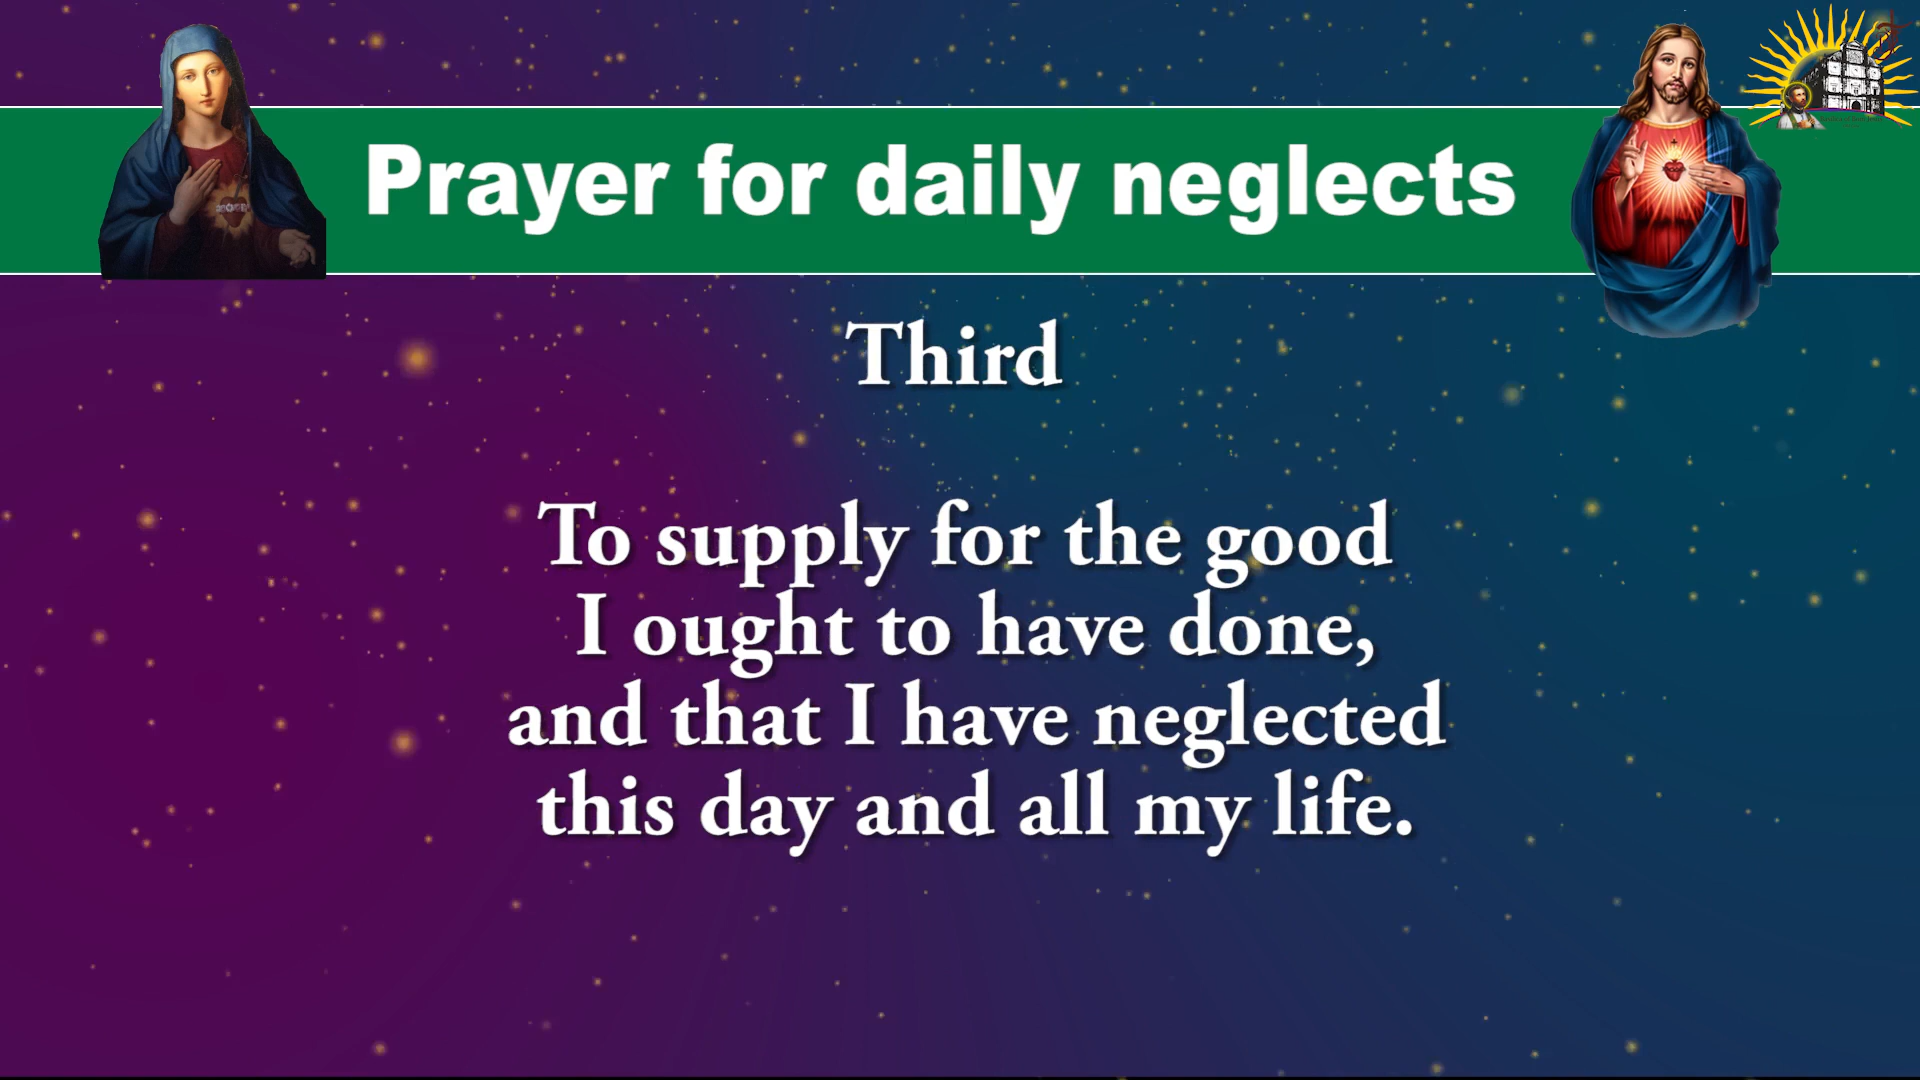 Prayer for daily neglects
Third
To supply for the good
I ought to have done,
and that I have neglected
this day and all my life.